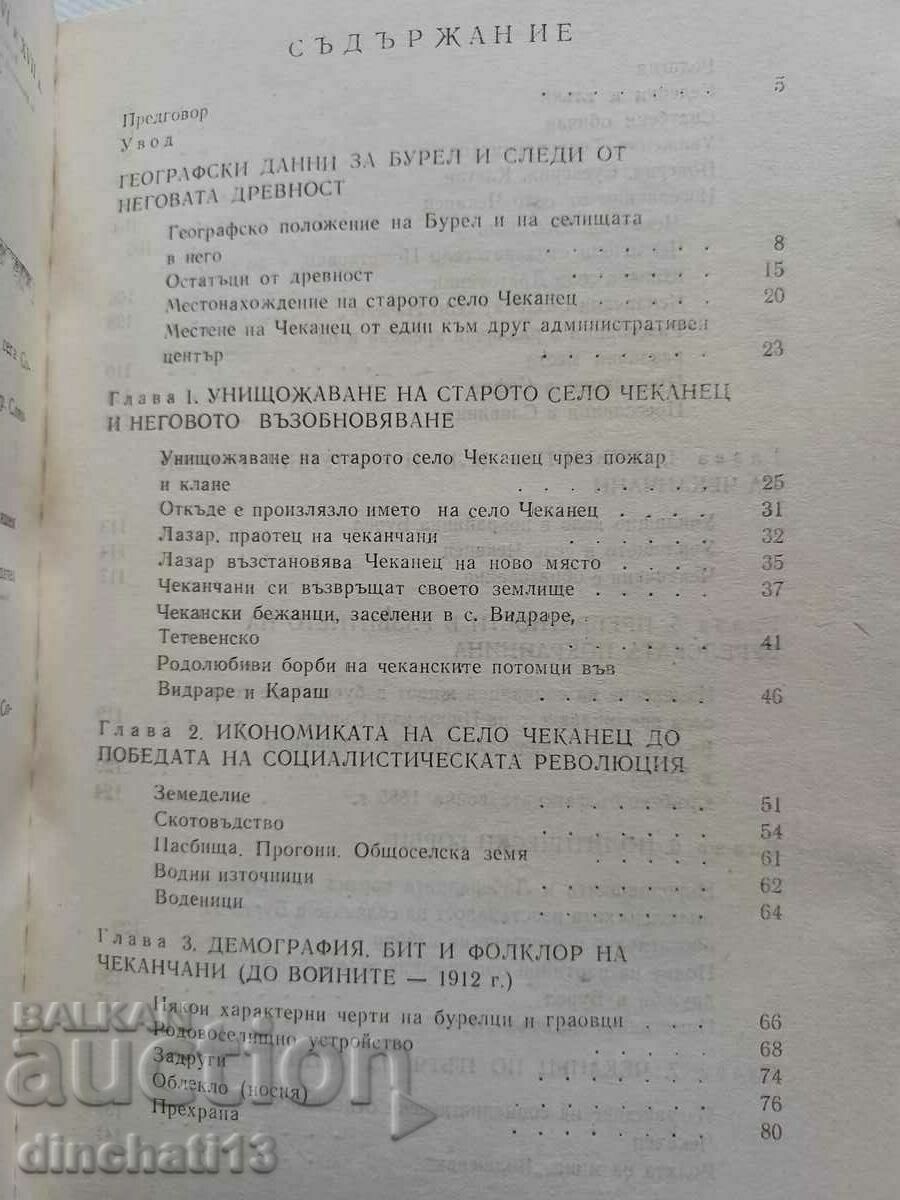 СЪДЪРЖАНИЕ
Предговор . . . . . . . 5
Увод
ГЕОГРАФСКИ ДАННИ ЗА БУРЕЛ И СЛЕДИ ОТ
НЕГОВАТА ДРЕВНОСТ
Географско положение на Бурел и на селищата
в него . . . . . . . 8
Остатъци от древност . . . . . . 15
Местонахождение на старото село Чеканец . . . . . 20
Местене на Чеканец от един към друг административен
център . . . . . . . 23
Глава 1. УНИЩОЖАВАНЕ НА СТАРОТО СЕЛО ЧЕКАНЕЦ
И НЕГОВОТО ВЪЗОБНОВЯВАНЕ
Унищожаване на старото село Чеканец чрез пожар
и клане . . . . . . . 25
Откъде е произлязло името на село Чеканец . . . . 31
Лазар, праотец на чеканчани . . . . . . 32
Лазар възстановява Чеканец на ново място . . . . . 35
Чеканчани си възвръщат своето землище . . . . . 37
Чекански бежанци, заселени в с. Видраре,
Тетевенско . . . . . . . 41
Родолюбиви борби на чеканските потомци във
Видраре и Караш . . . . . . . 46
Глава 2. ИКОНОМИКАТА НА СЕЛО ЧЕКАНЕЦ ДО
ПОБЕДАТА НА СОЦИАЛИСТИЧЕСКАТА РЕВОЛЮЦИЯ
Земеделие . . . . . . . 51
Скотовъдство . . . . . . . 54
Пасбища. Прогони. Общоселска земя . . . . . 61
Водни източници . . . . . . . 62
Воденици . . . . . . . 64
Глава 3. ДЕМОГРАФИЯ, БИТ И ФОЛКЛОР НА
ЧЕКАНЧАНИ (ДО ВОЙНИТЕ — 1912 г.)
Някои характерни черти на бурелци и граовци . . . 66
Родовоселищно устройство . . . . . . . 68
Задруги . . . . . . . 74
Облекло (носия) . . . . . . . 76
Прехрана . . . . . . . 80
BALKAN
auction
dinchati13